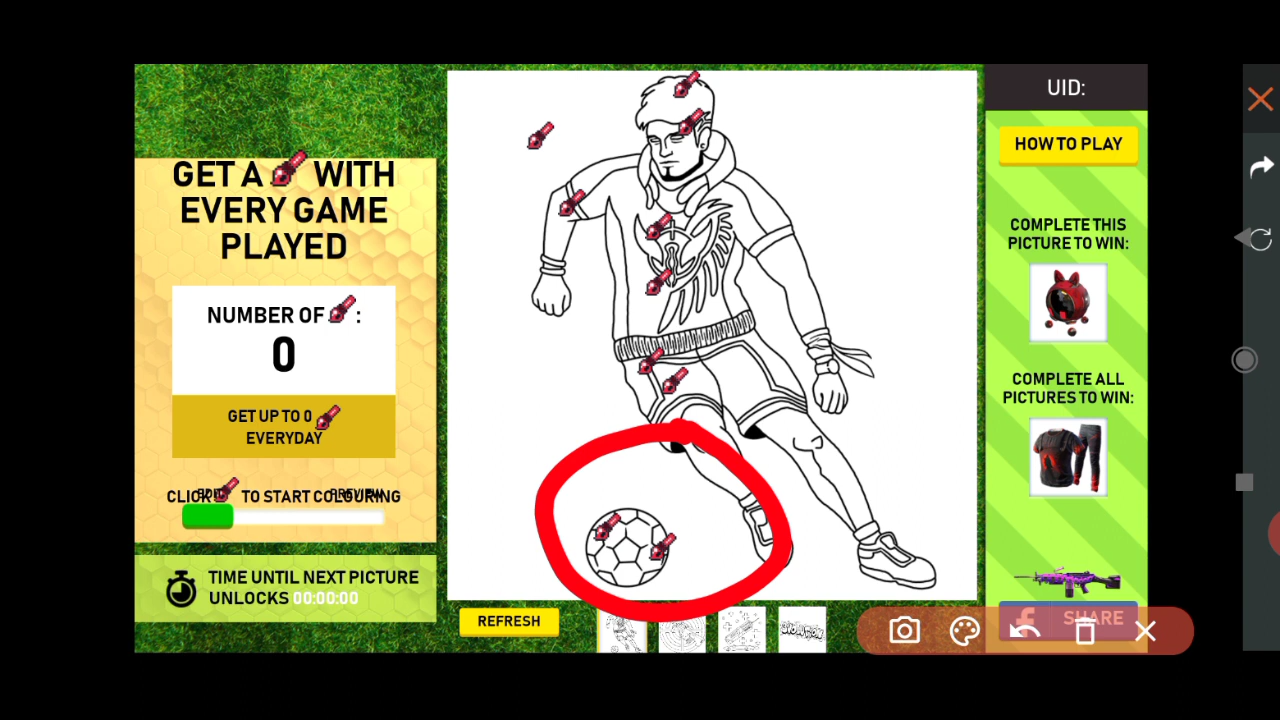 GET A WITH
EVERY GAME
PLAYED
NUMBER OF :
0
GET UP TO 0
EVERYDAY
CLICK TO START COLOURING
EDIT
PREVIEW
TIME UNTIL NEXT PICTURE
UNLOCKS 00:00:00
REFRESH
UID:
HOW TO PLAY
COMPLETE THIS
PICTURE TO WIN:
COMPLETE ALL
PICTURES TO WIN:
f SHARE